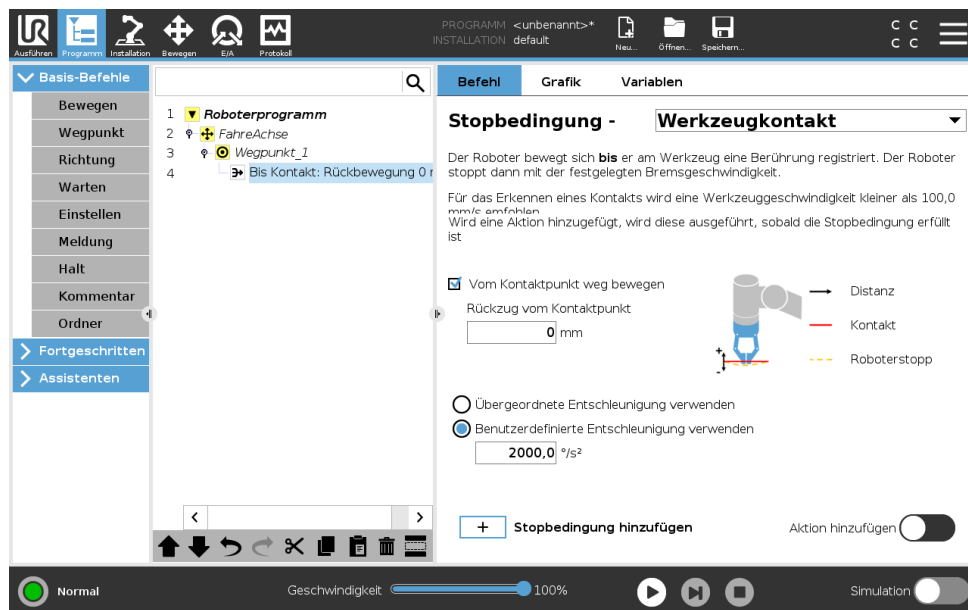 PROGRAMM <unbenannt>*
INSTALLATION default
Ausführen
Programm
Installation
Bewegen
E/A
Protokoll
Neu...
Öffnen...
Speichern...
C C
C C
Basis-Befehle
Bewegen
Wegpunkt
Richtung
Warten
Einstellen
Meldung
Halt
Kommentar
Ordner
Fortgeschritten
Assistenten
1 Roboterprogramm
2 FahreAchse
3 Wegpunkt_1
4 Bis Kontakt: Rückbewegung 0 r
Befehl
Grafik
Variablen
Stopbedingung - Werkzeugkontakt
Der Roboter bewegt sich bis er am Werkzeug eine Berührung registriert. Der Roboter
stoppt dann mit der festgelegten Bremsgeschwindigkeit.
Für das Erkennen eines Kontakts wird eine Werkzeuggeschwindigkeit kleiner als 100,0
mm/s empfohlen
Wird eine Aktion hinzugefügt, wird diese ausgeführt, sobald die Stopbedingung erfüllt
ist
Vom Kontaktpunkt weg bewegen
Rückzug vom Kontaktpunkt
0 mm
+
-
Distanz
Kontakt
Roboterstopp
Übergeordnete Entschleunigung verwenden
Benutzerdefinierte Entschleunigung verwenden
2000,0 °/s²
+ Stopbedingung hinzufügen
Aktion hinzufügen
Normal
Geschwindigkeit
100%
Simulation